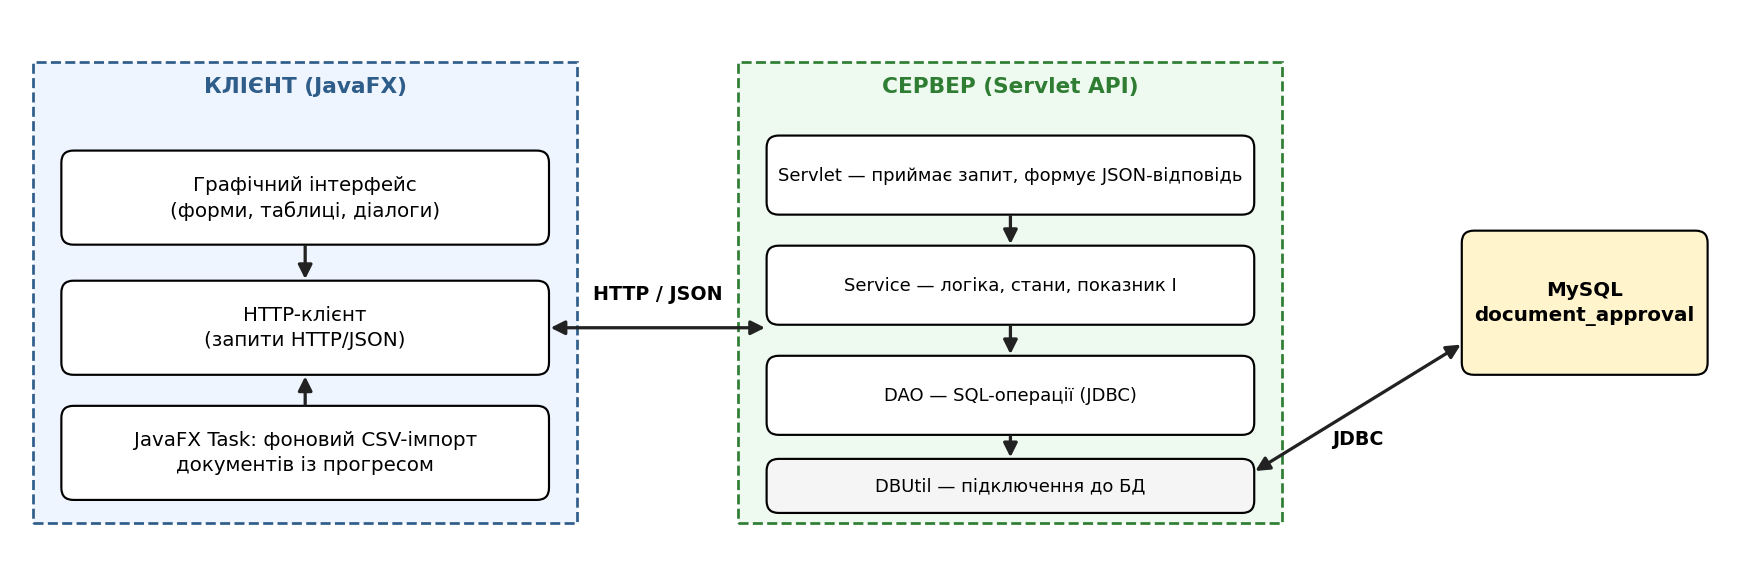 КЛІЄНТ (JavaFX)
Графічний інтерфейс
(форми, таблиці, діалоги)
HTTP-клієнт
(запити HTTP/JSON)
JavaFX Task: фоновий CSV-імпорт
документів із прогресом
HTTP / JSON
СЕРВЕР (Servlet API)
Servlet — приймає запит, формує JSON-відповідь
Service — логіка, стани, показник I
DAO — SQL-операції (JDBC)
DBUtil — підключення до БД
JDBC
MySQL
document_approval